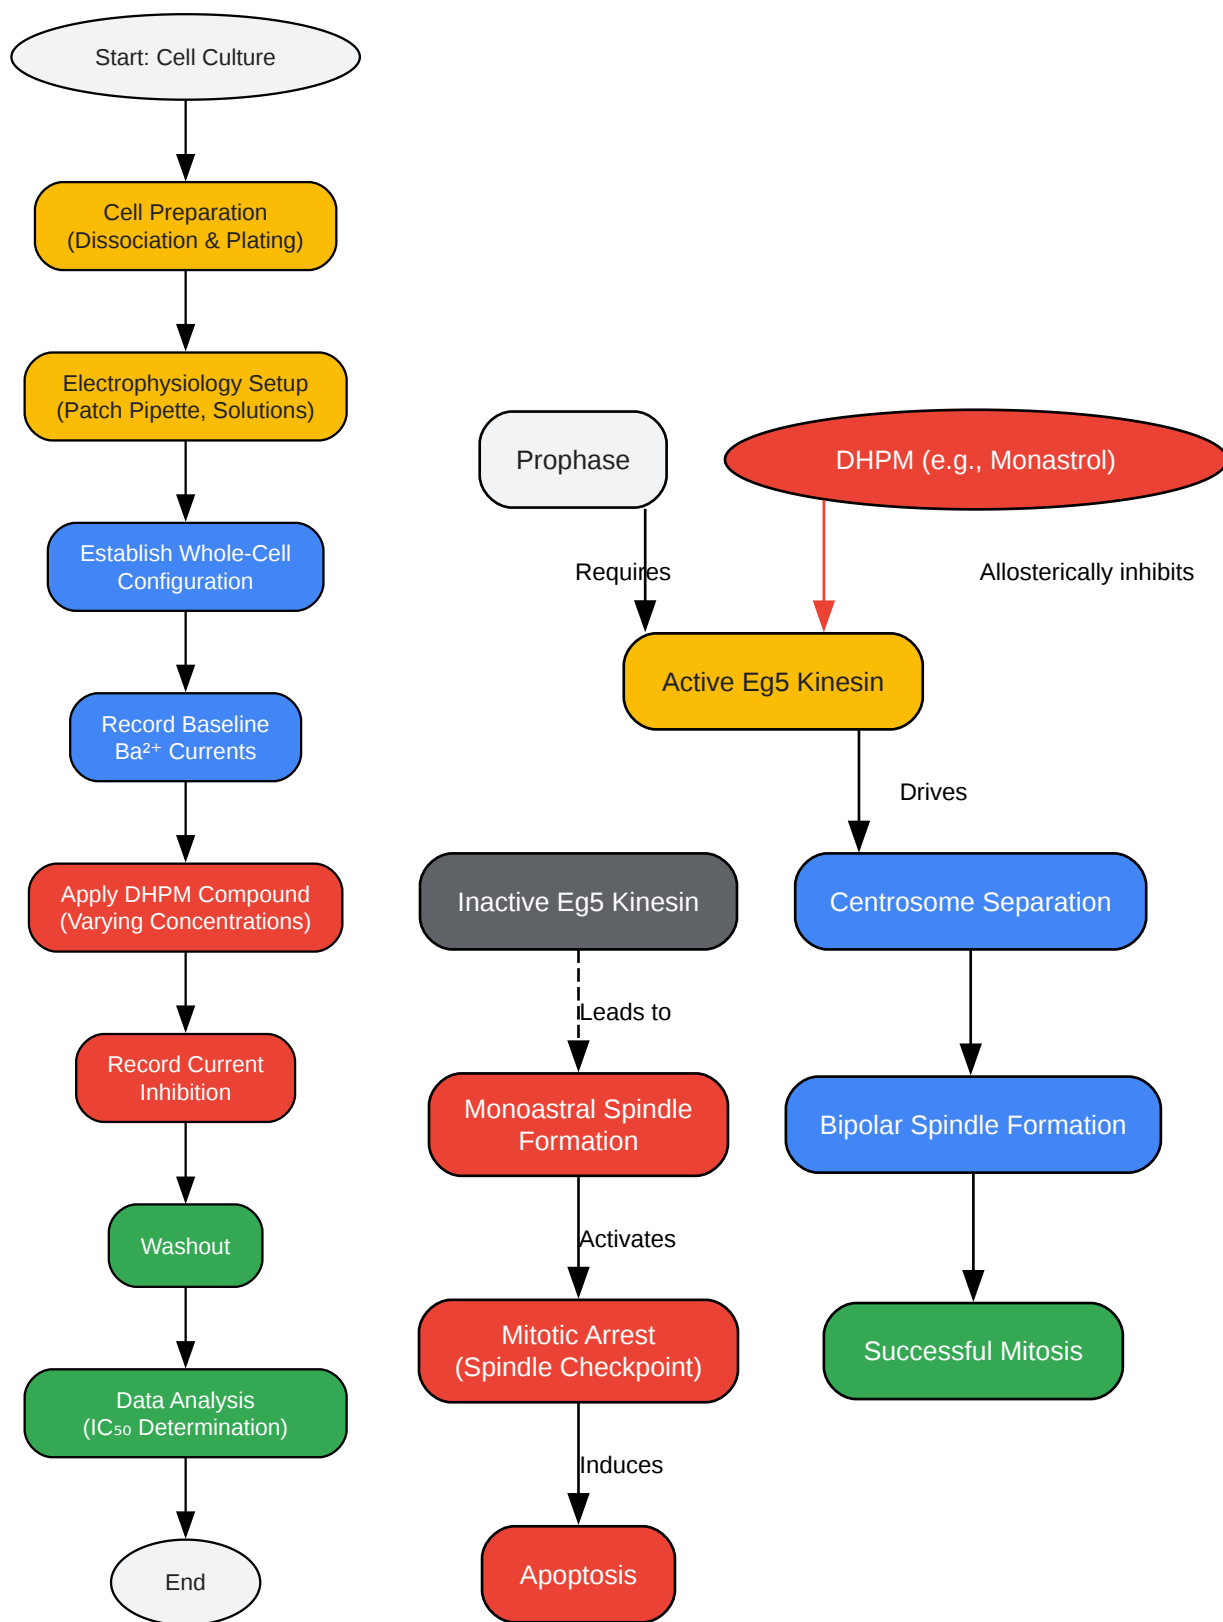 Start: Cell Culture
Cell Preparation
(Dissociation & Plating)
Electrophysiology Setup
(Patch Pipette, Solutions)
Establish Whole-Cell
Configuration
Record Baseline
Ba²⁺ Currents
Apply DHPM Compound
(Varying Concentrations)
Record Current
Inhibition
Washout
Data Analysis
(IC₅₀ Determination)
End
Prophase
DHPM (e.g., Monastrol)
Requires
Allosterically inhibits
Active Eg5 Kinesin
Drives
Inactive Eg5 Kinesin
Centrosome Separation
Leads to
Monoastral Spindle
Formation
Bipolar Spindle Formation
Activates
Mitotic Arrest
(Spindle Checkpoint)
Successful Mitosis
Induces
Apoptosis